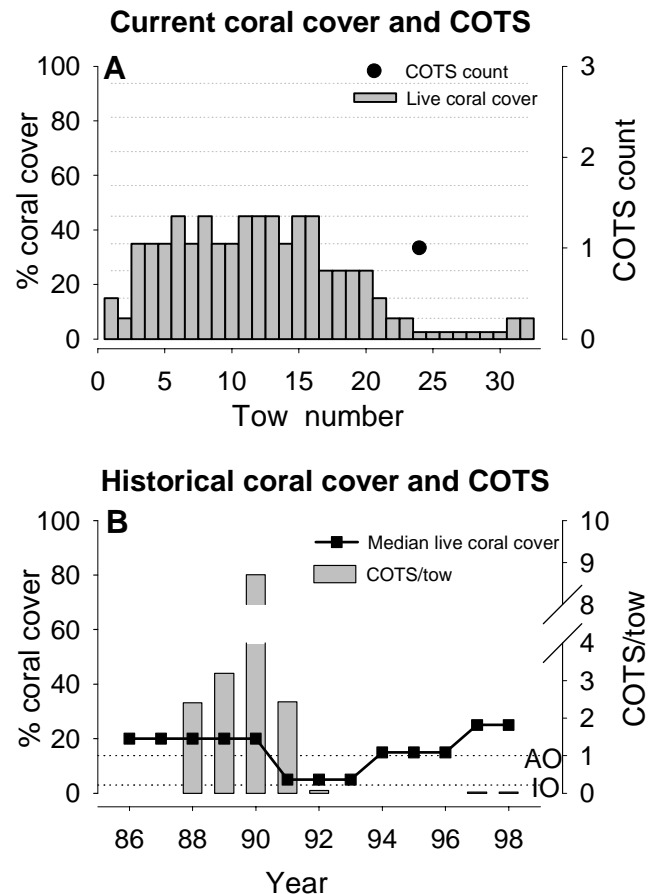 Current coral cover and COTS
A
COTS count
Live coral cover
100
80
60
40
20
0
% coral cover
3
2
1
0
COTS count
0 5 10 15 20 25 30
Tow number
Historical coral cover and COTS
B
Median live coral cover
COTS/tow
100
80
60
40
20
0
% coral cover
10
9
8
4
3
2
1
0
COTS/tow
AO
IO
86 88 90 92 94 96 98
Year